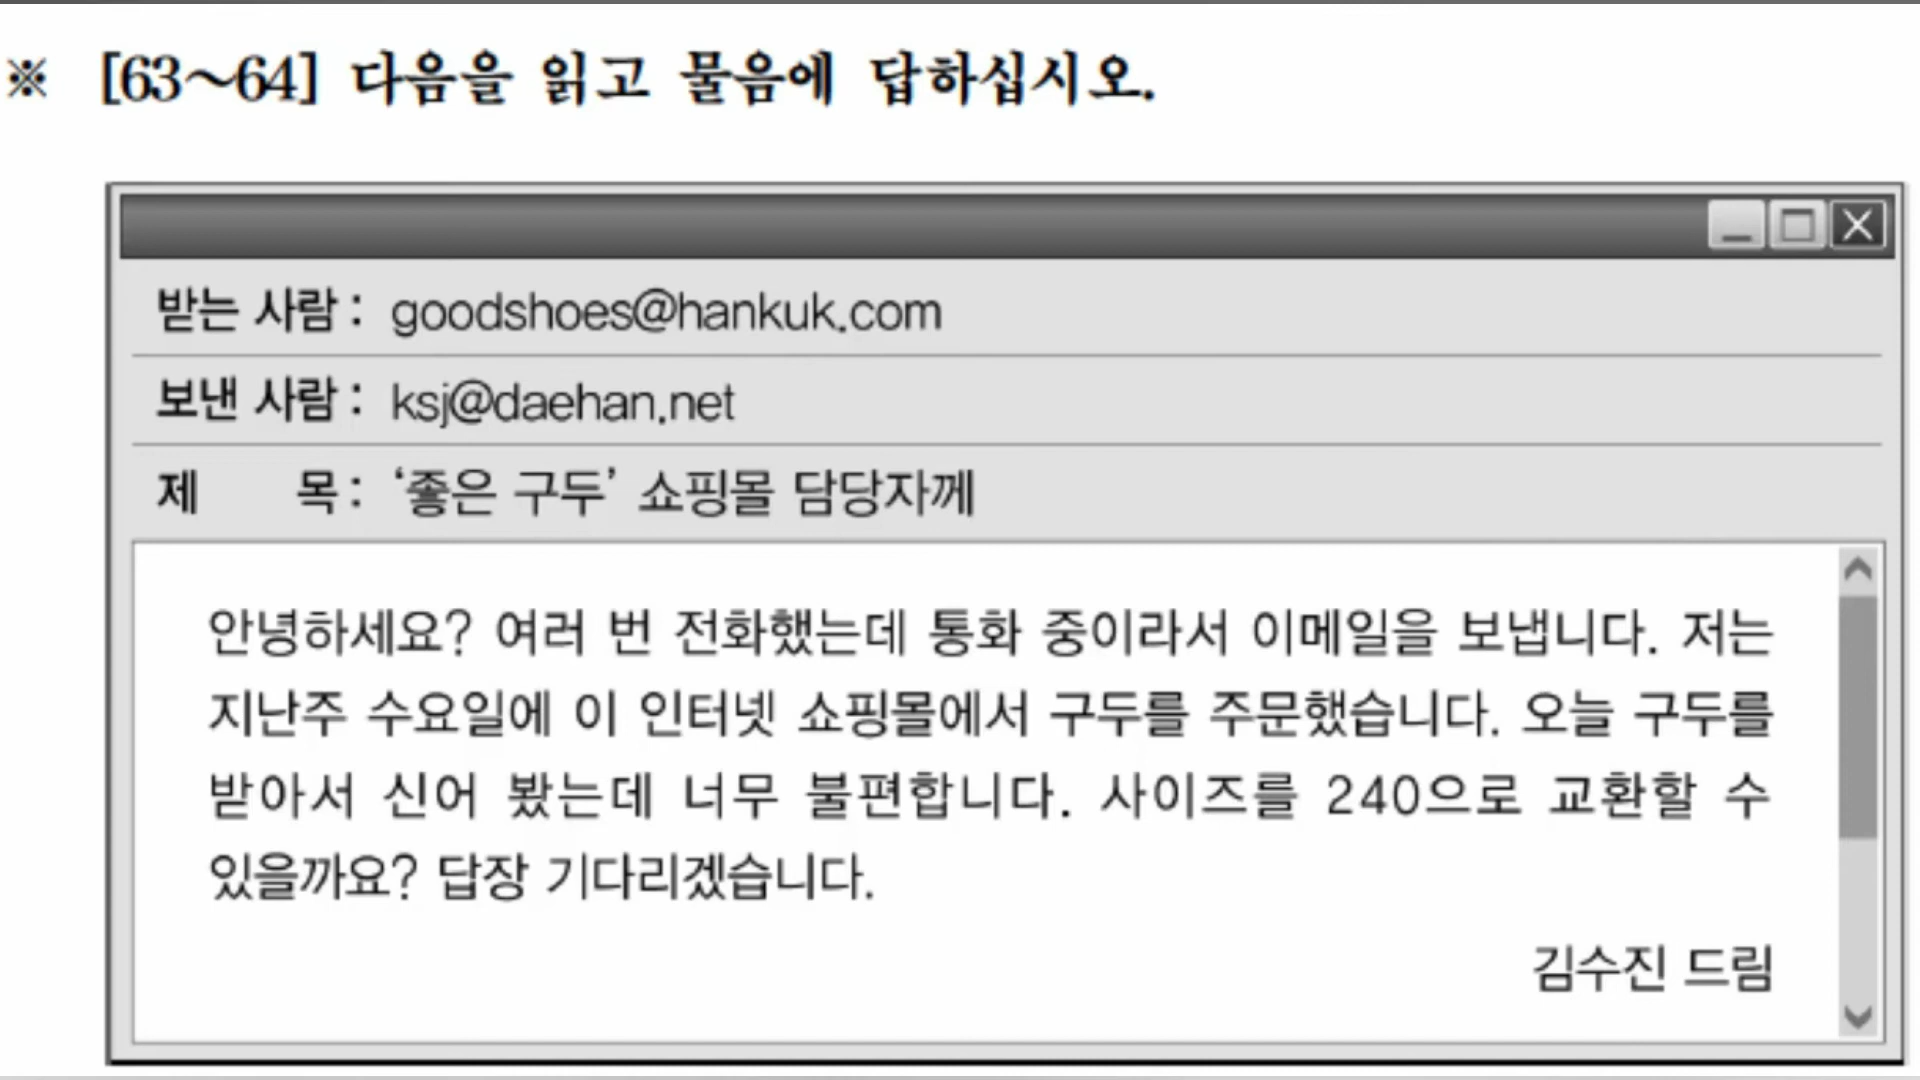 ※ [63～64] 다음을 읽고 물음에 답하십시오.
받는 사람 : goodshoes@hankuk.com
보낸 사람 : ksj@daehan.net
제 목 : ‘좋은 구두’ 쇼핑몰 담당자께
안녕하세요? 여러 번 전화했는데 통화 중이라서 이메일을 보냅니다. 저는
지난주 수요일에 이 인터넷 쇼핑몰에서 구두를 주문했습니다. 오늘 구두를
받아서 신어 봤는데 너무 불편합니다. 사이즈를 240으로 교환할 수
있을까요? 답장 기다리겠습니다.
김수진 드림